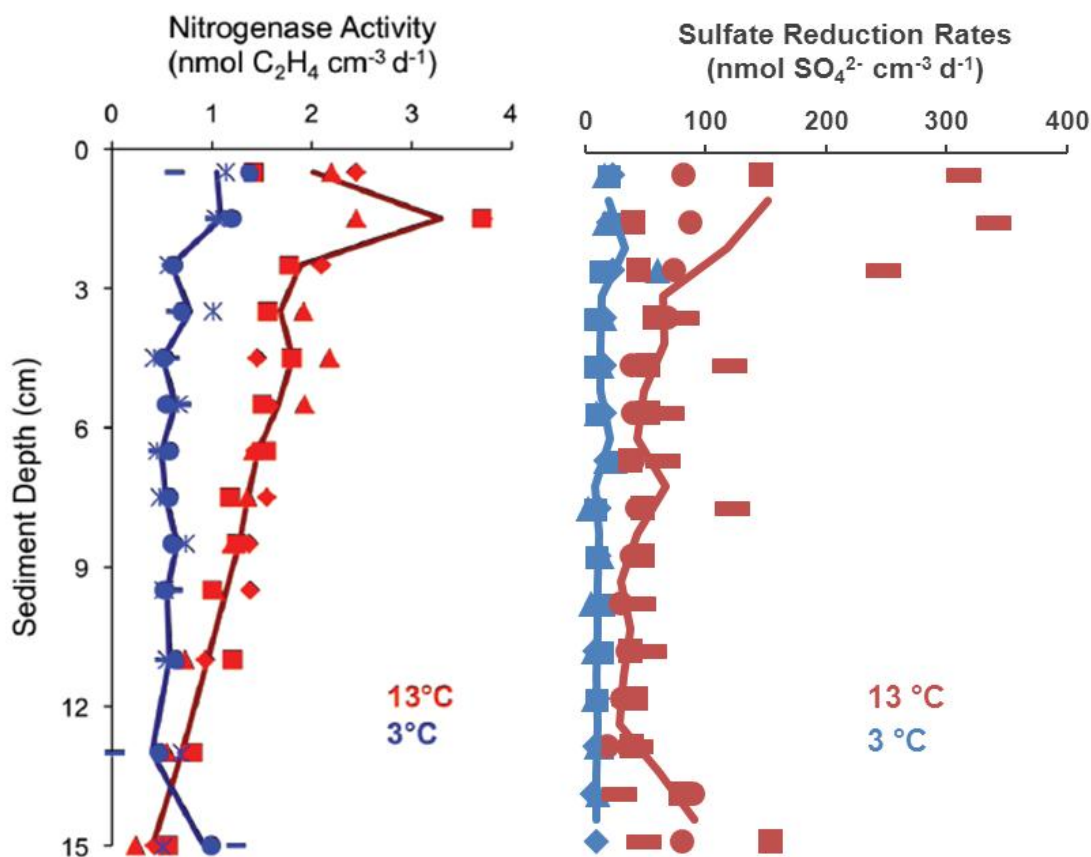 Nitrogenase Activity
(nmol C₂H₄ cm⁻³ d⁻¹)
0 1 2 3 4
0
3
6
9
12
15
Sediment Depth (cm)
13°C
3°C
Sulfate Reduction Rates
(nmol SO₄²⁻ cm⁻³ d⁻¹)
0 100 200 300 400
13 °C
3 °C